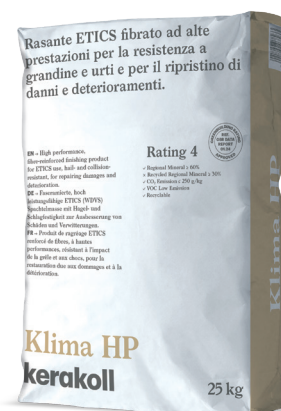 Rasante ETICS fibrato ad alte
prestazioni per la resistenza a
grandine e urti e per il ripristino di
danni e deterioramenti.
EN – High performance,
fiber-reinforced finishing product
for ETICS use, hail- and collision-
resistant, for repairing damages and
deterioration.
DE – Faserarmierte, hoch
leistungsfähige ETICS (WDVS)
Spachtelmasse mit Hagel- und
Schlagfestigkeit zur Ausbesserung von
Schäden und Verwitterungen.
FR – Produit de ragréage ETICS
renforcé de fibres, à hautes
performances, résistant à l'impact
de la grêle et aux chocs, pour la
restauration due aux dommages et à la
détérioration.
Rating 4
Regional Mineral ≥ 60%
Recycled Regional Mineral ≥ 30%
CO₂ Emission ≤ 250 g/kg
VOC Low Emission
Recyclable
Klima HP
kerakoll
25 kg
Klima HP